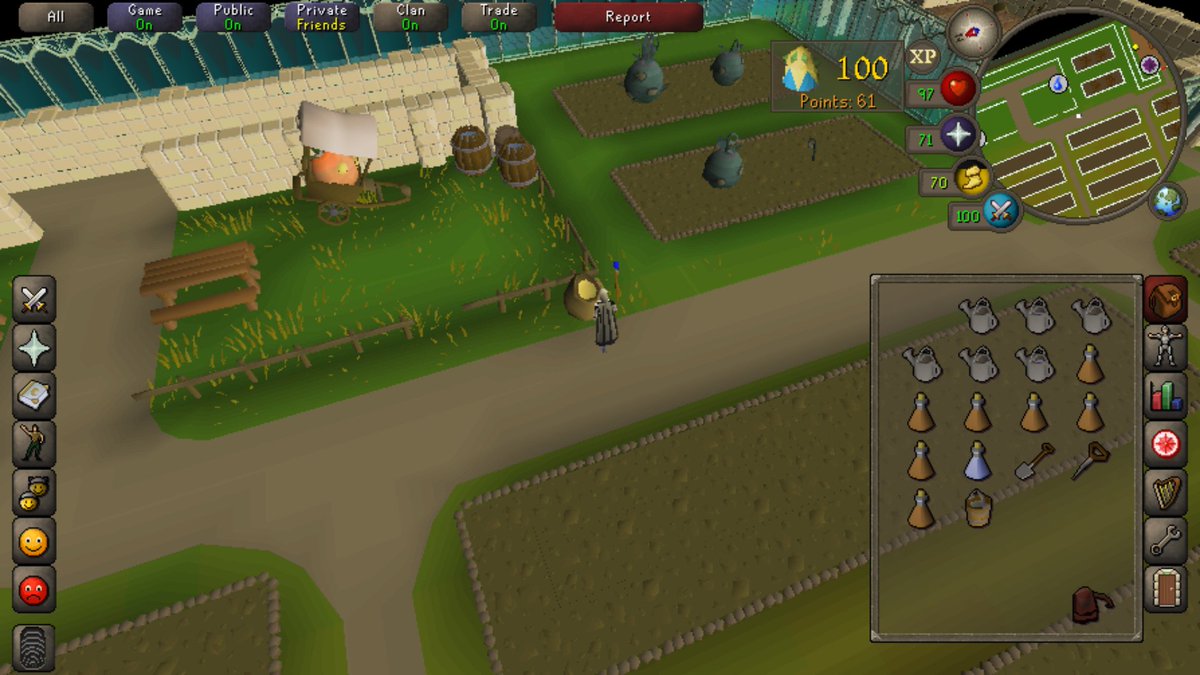 All
Game
On
Public
On
Private
Friends
Clan
On
Trade
On
Report
100
Points: 61
XP
97
71
70
100